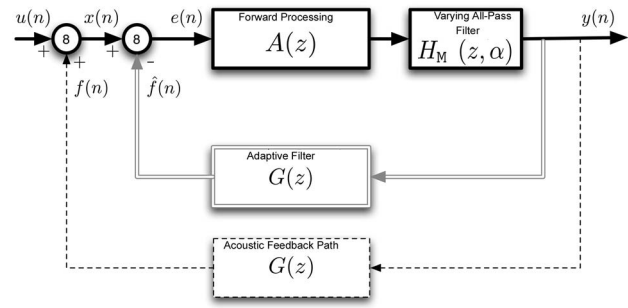 u(n) x(n) e(n) Forward Processing Varying All-Pass y(n)
Filter
8 8 A(z) H_M (z, α)
+ + + -
f(n) f̂(n)
Adaptive Filter
G(z)
Acoustic Feedback Path
G(z)